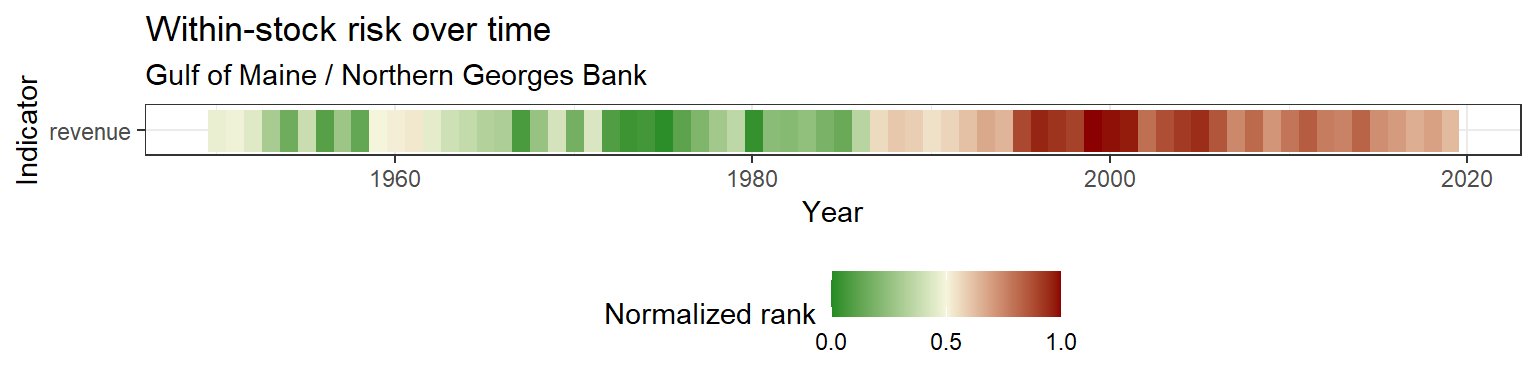 Within-stock risk over time
Gulf of Maine / Northern Georges Bank
Indicator
revenue
1960 1980 2000 2020
Year
Normalized rank
0.0 0.5 1.0